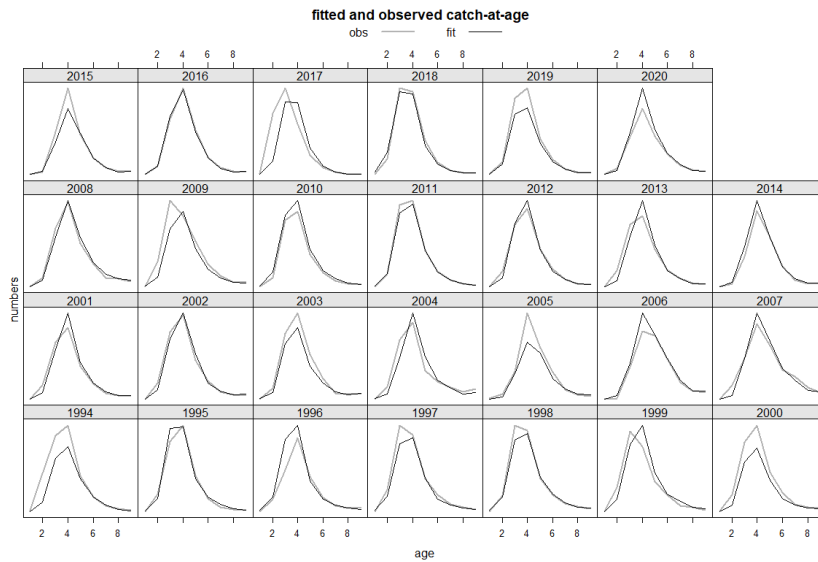 fitted and observed catch-at-age
obs fit
2 4 6 8 2 4 6 8 2 4 6 8
2015 2016 2017 2018 2019 2020
2008 2009 2010 2011 2012 2013 2014
numbers
2001 2002 2003 2004 2005 2006 2007
1994 1995 1996 1997 1998 1999 2000
2 4 6 8 2 4 6 8 2 4 6 8 2 4 6 8
age